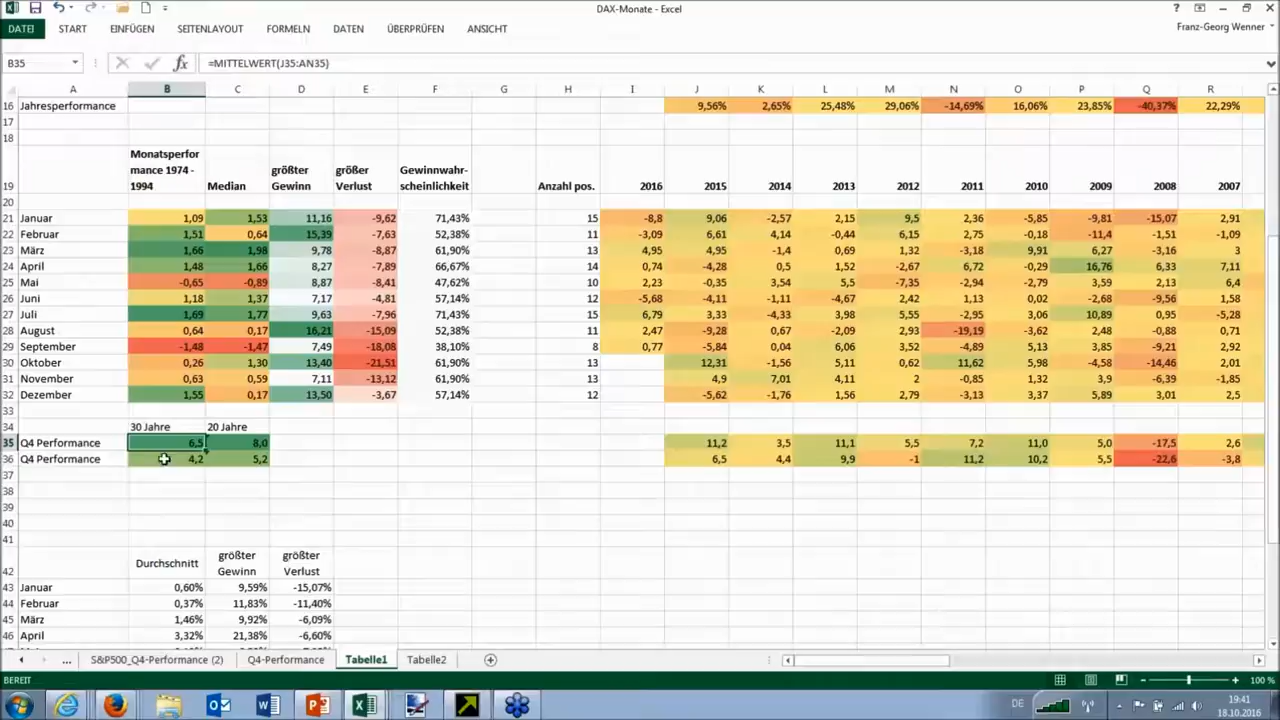 DAX-Monate - Excel
DATEI START EINFÜGEN SEITENLAYOUT FORMELN DATEN ÜBERPRÜFEN ANSICHT Franz-Georg Wenner
B35 =MITTELWERT(J35:AN35)
A B C D E F G H I J K L M N O P Q R
16 Jahresperformance 9,56% 2,65% 25,48% 29,06% -14,69% 16,06% 23,85% -40,37% 22,29%
17
18
Monatsperfor größter größer Gewinnwahr-
mance 1974 -
19 1994 Median Gewinn Verlust scheinlichkeit Anzahl pos. 2016 2015 2014 2013 2012 2011 2010 2009 2008 2007
20
21 Januar 1,09 1,53 11,16 -9,62 71,43% 15 -8,8 9,06 -2,57 2,15 9,5 2,36 -5,85 -9,81 -15,07 2,91
22 Februar 1,51 0,64 15,39 -7,63 52,38% 11 -3,09 6,61 4,14 -0,44 6,15 2,75 -0,18 -11,4 -1,51 -1,09
23 März 1,66 1,98 9,78 -8,87 61,90% 13 4,95 4,95 -1,4 0,69 1,32 -3,18 9,91 6,27 -3,16 3
24 April 1,48 1,66 8,27 -7,89 66,67% 14 0,74 -4,28 0,5 1,52 -2,67 6,72 -0,29 16,76 6,33 7,11
25 Mai -0,65 -0,89 8,87 -8,41 47,62% 10 2,23 -0,35 3,54 5,5 -7,35 -2,94 -2,79 3,59 2,13 6,4
26 Juni 1,18 1,37 7,17 -4,81 57,14% 12 -5,68 -4,11 -1,11 -4,67 2,42 1,13 0,02 -2,68 -9,56 1,58
27 Juli 1,69 1,77 9,63 -7,96 71,43% 15 6,79 3,33 -4,33 3,98 5,55 -2,95 3,06 10,89 0,95 -5,28
28 August 0,64 0,17 16,21 -15,09 52,38% 11 2,47 -9,28 0,67 -2,09 2,93 -19,19 -3,62 2,48 -0,88 0,71
29 September -1,48 -1,47 7,49 -18,08 38,10% 8 0,77 -5,84 0,04 6,06 3,52 -4,89 5,13 3,85 -9,21 2,92
30 Oktober 0,26 1,30 13,40 -21,51 61,90% 13 12,31 -1,56 5,11 0,62 11,62 5,98 -4,58 -14,46 2,01
31 November 0,63 0,59 7,11 -13,12 61,90% 13 4,9 7,01 4,11 2 -0,85 1,32 3,9 -6,39 -1,85
32 Dezember 1,55 0,17 13,50 -3,67 57,14% 12 -5,62 -1,76 1,56 2,79 -3,13 3,37 5,89 3,01 2,5
33
34 30 Jahre 20 Jahre
35 Q4 Performance 6,5 8,0 11,2 3,5 11,1 5,5 7,2 11,0 5,0 -17,5 2,6
36 Q4 Performance 4,2 5,2 6,5 4,4 9,9 -1 11,2 10,2 5,5 -22,6 -3,8
37
38
39
40
41
42 Durchschnitt größter Gewinn größter Verlust
43 Januar 0,60% 9,59% -15,07%
44 Februar 0,37% 11,83% -11,40%
45 März 1,46% 9,92% -6,09%
46 April 3,32% 21,38% -6,60%
... S&P500_Q4-Performance (2) Q4-Performance Tabelle1 Tabelle2
BEREIT 100 %
DE 19:41
18.10.2016